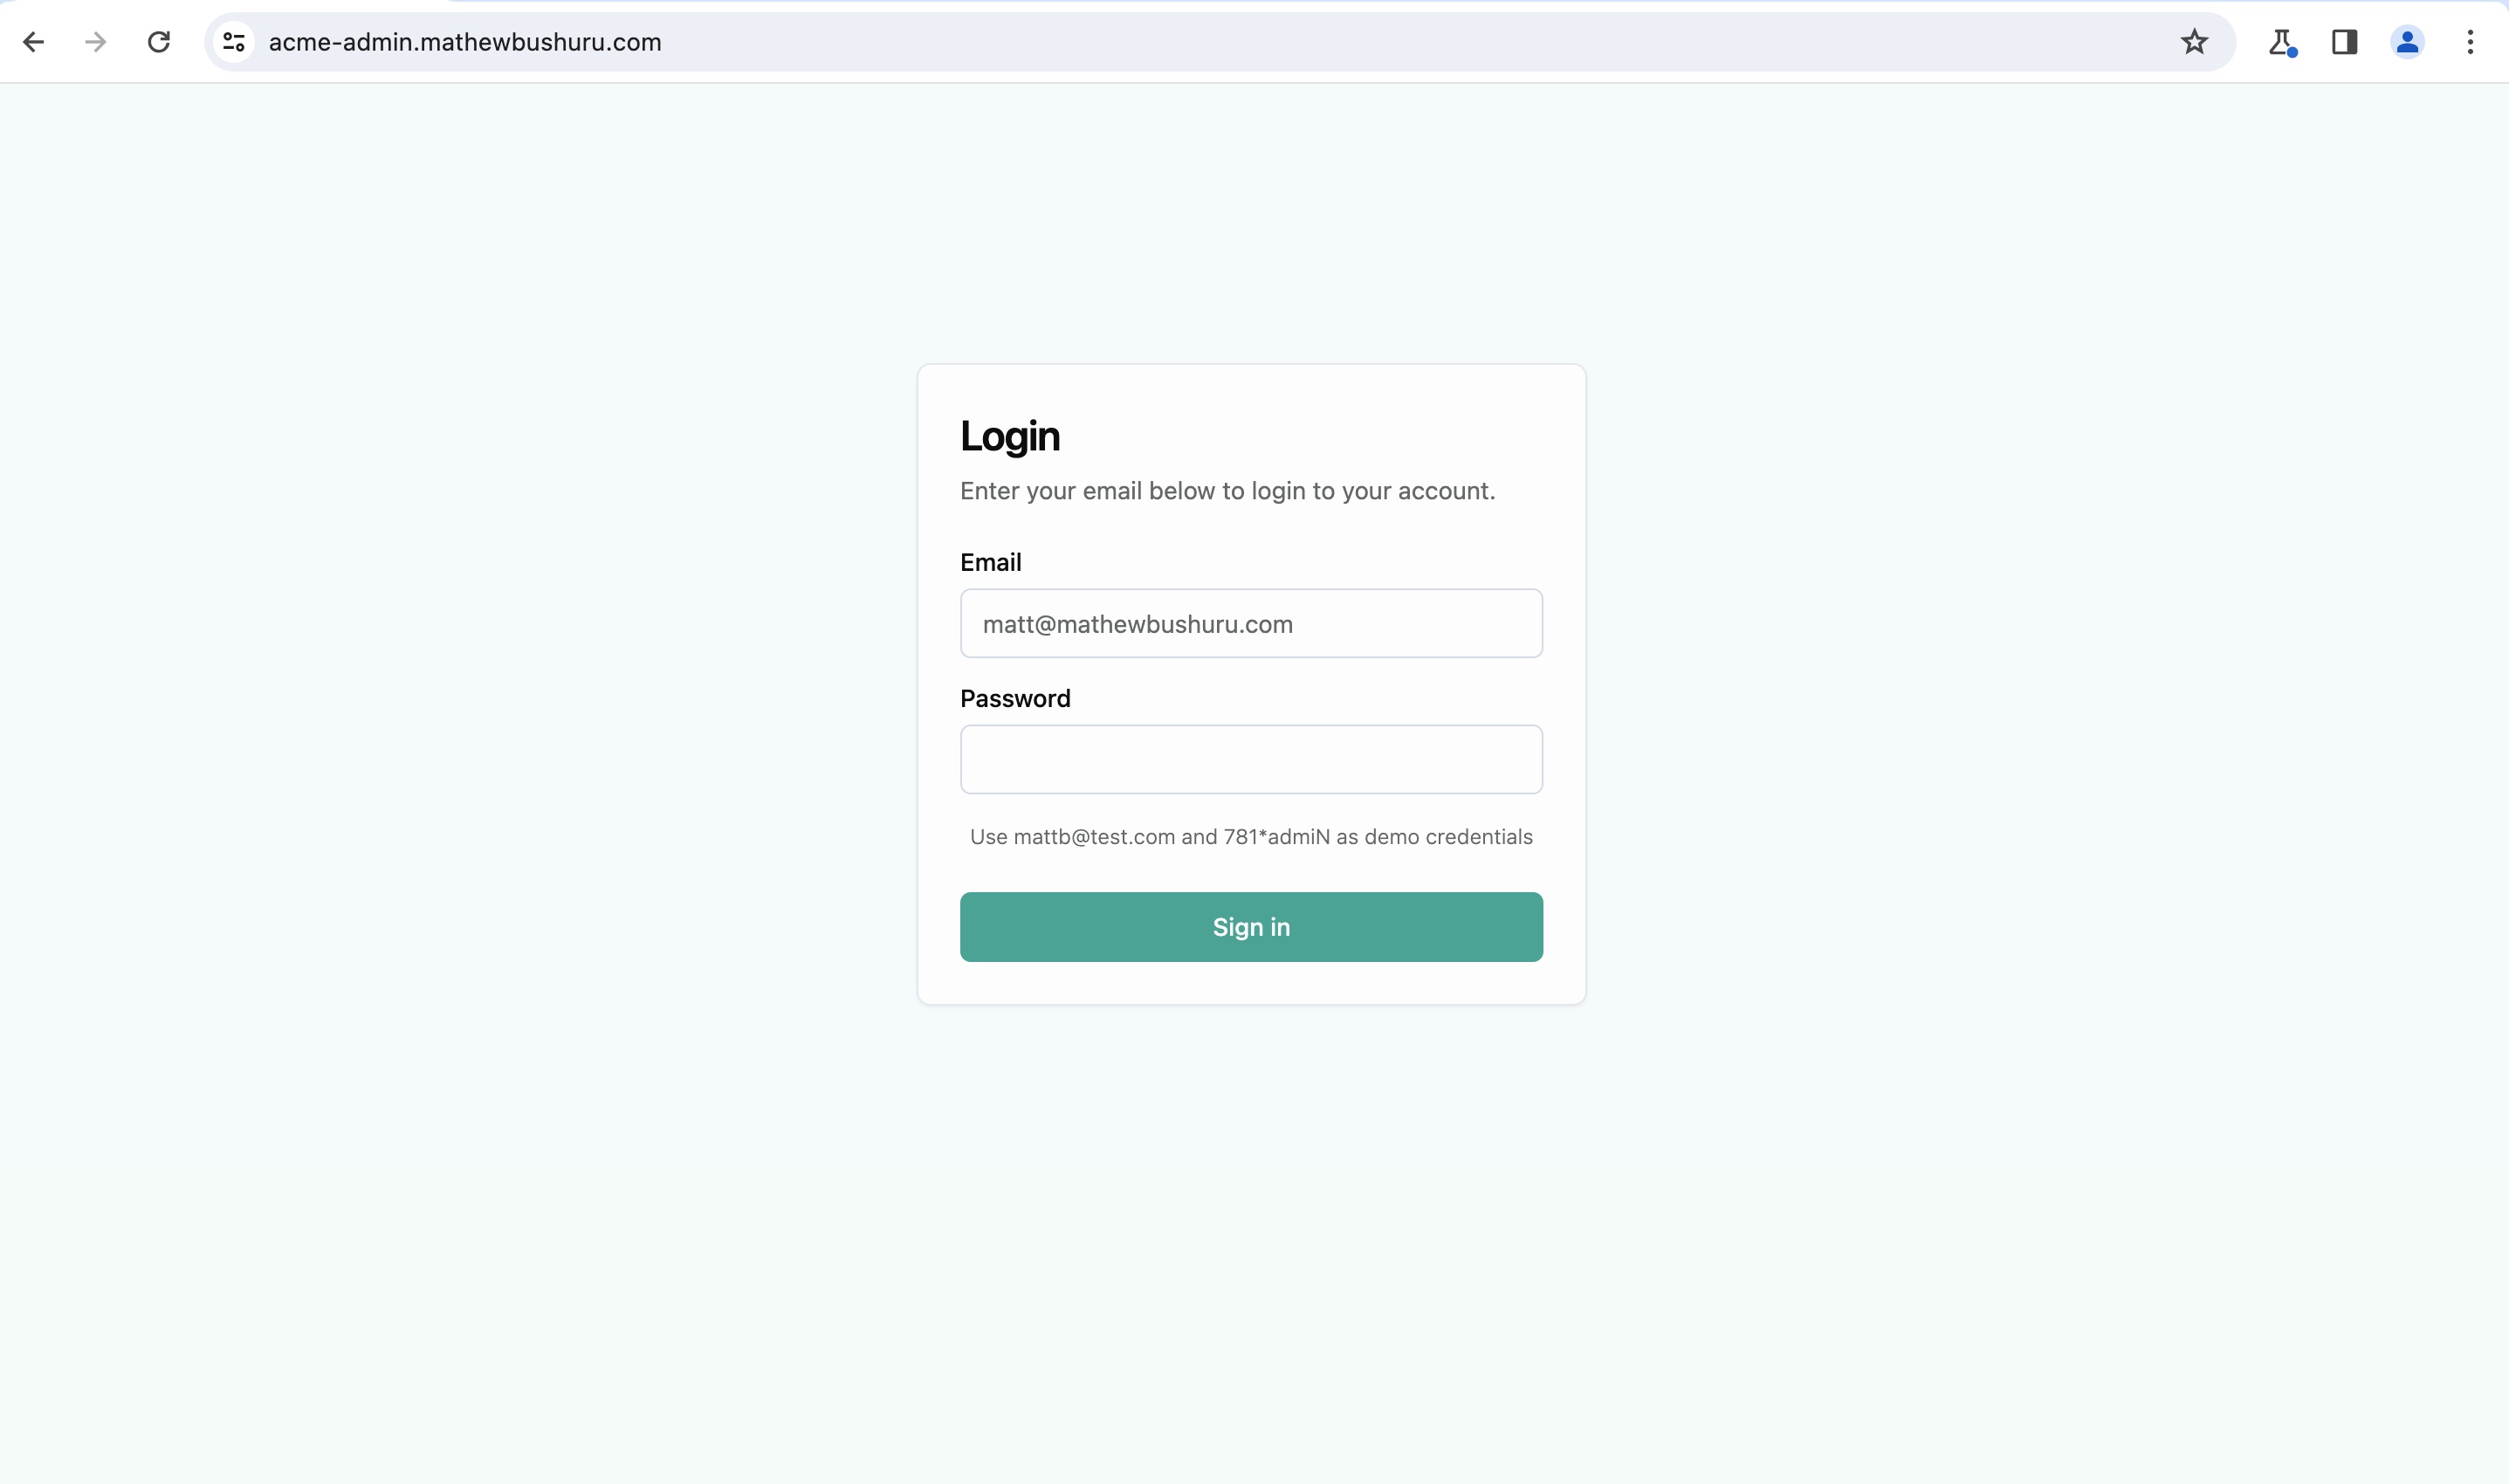 acme-admin.mathewbushuru.com
Login
Enter your email below to login to your account.
Email
matt@mathewbushuru.com
Password
Use mattb@test.com and 781*admiN as demo credentials
Sign in